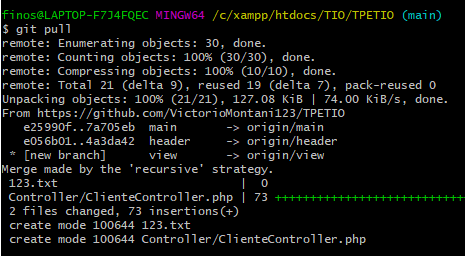 finos@LAPTOP-F7J4FQEC MINGW64 /c/xampp/htdocs/TIO/TPETIO (main)
$ git pull
remote: Enumerating objects: 30, done.
remote: Counting objects: 100% (30/30), done.
remote: Compressing objects: 100% (10/10), done.
remote: Total 21 (delta 9), reused 19 (delta 7), pack-reused 0
Unpacking objects: 100% (21/21), 127.08 KiB | 74.00 KiB/s, done.
From https://github.com/VictorioMontani123/TPETIO
   e25990f..7a705eb  main       -> origin/main
   e056b01..4a3da42  header     -> origin/header
 * [new branch]      view       -> origin/view
Merge made by the 'recursive' strategy.
 123.txt                          |  0
 Controller/ClienteController.php | 73 +++++++++++++++++++++++++++
 2 files changed, 73 insertions(+)
 create mode 100644 123.txt
 create mode 100644 Controller/ClienteController.php